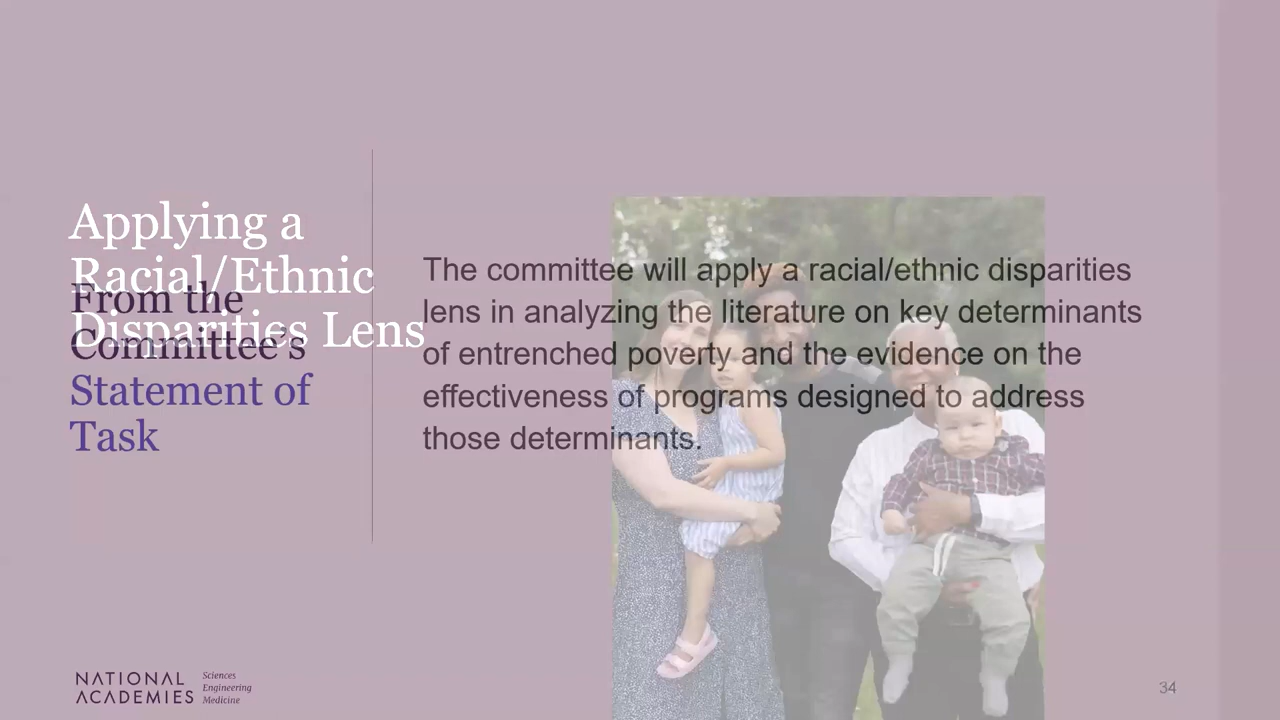 Applying a
Racial/Ethnic
Disparities Lens
From the
Committee's
Statement of
Task
The committee will apply a racial/ethnic disparities
lens in analyzing the literature on key determinants
of entrenched poverty and the evidence on the
effectiveness of programs designed to address
those determinants.
NATIONAL
ACADEMIES
Sciences
Engineering
Medicine
34